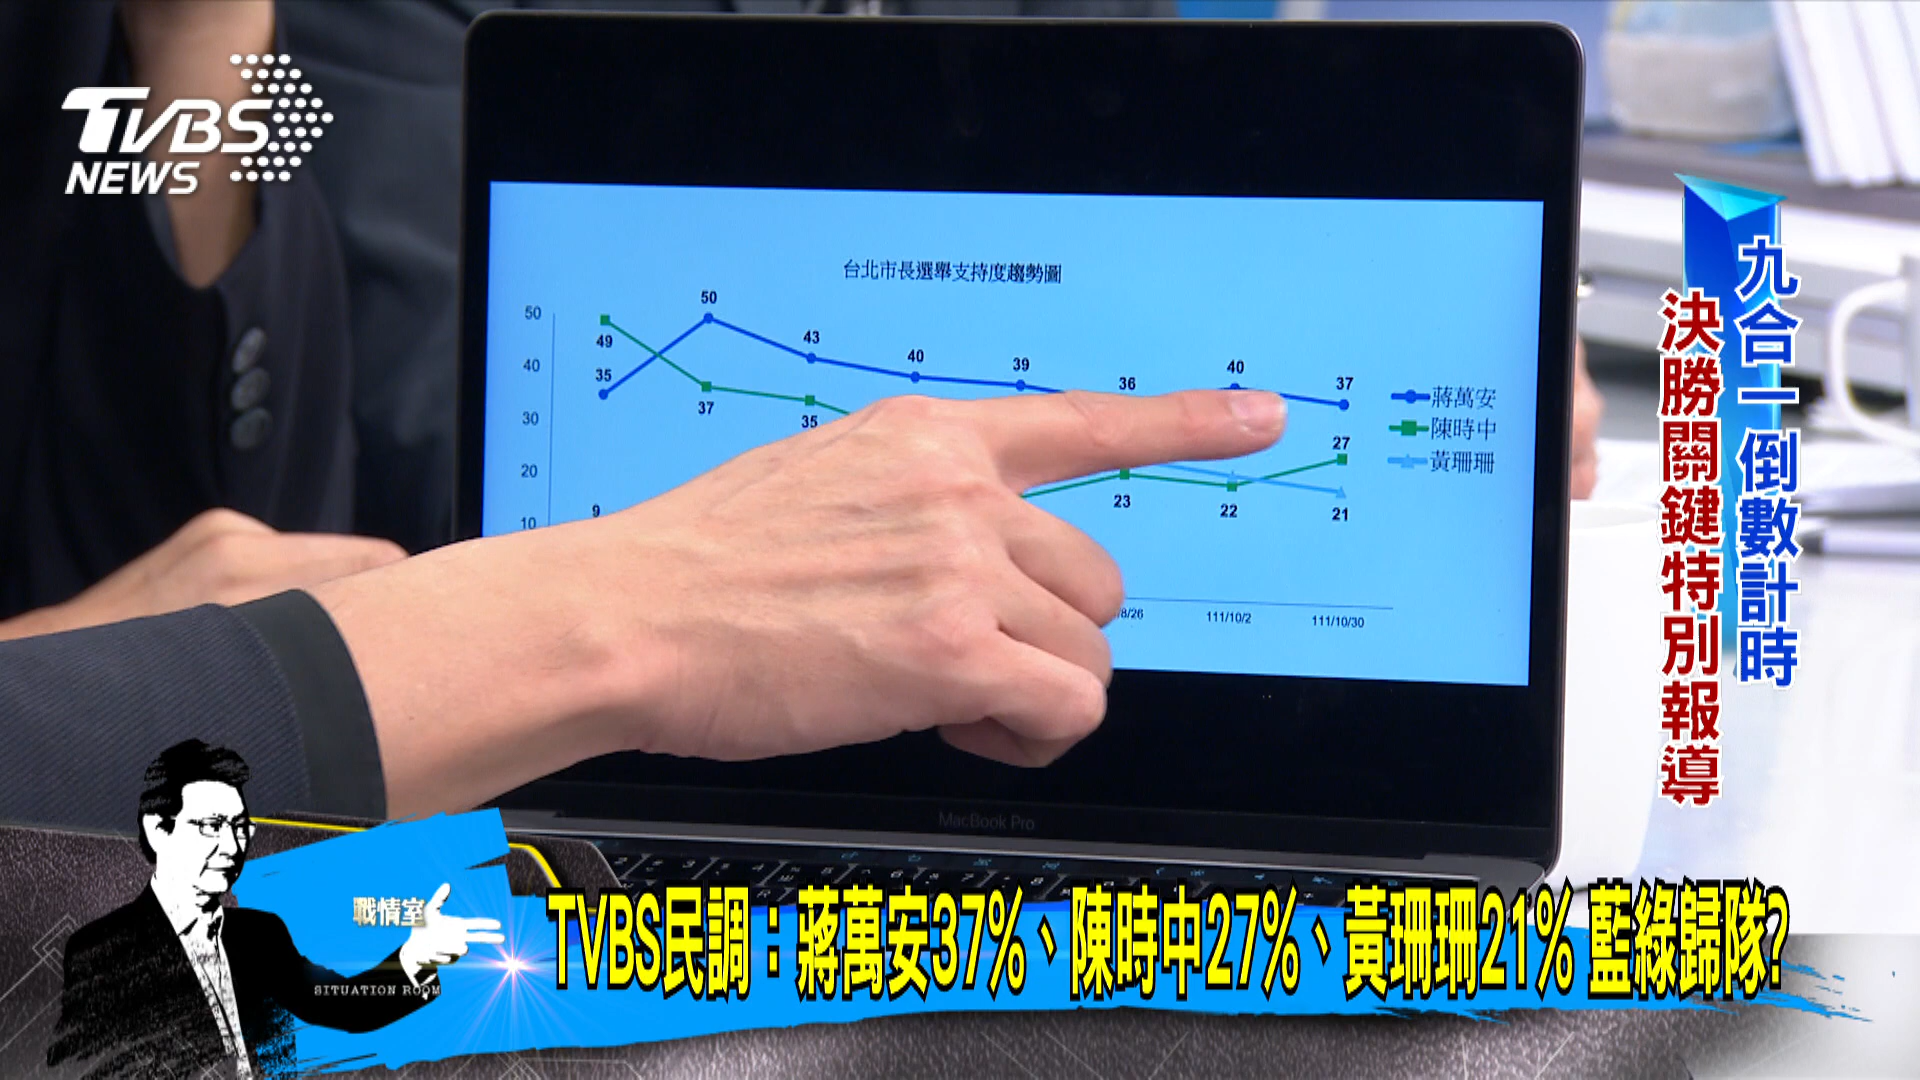 TVBS
NEWS
九合一倒數計時
決勝關鍵特別報導
台北市長選舉支持度趨勢圖
50
40
30
20
10
49
35
9
50
37
43
35
40
39
36
23
40
22
37
27
21
蔣萬安
陳時中
黃珊珊
8/26
111/10/2
111/10/30
MacBook Pro
戰情室
SITUATION ROOM
TVBS民調：蔣萬安37%、陳時中27%、黃珊珊21% 藍綠歸隊?